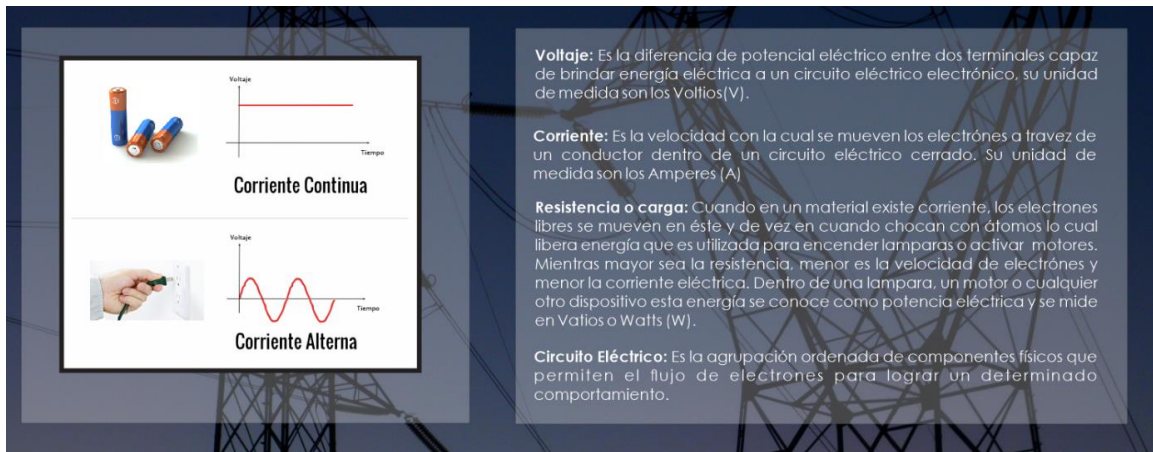 Voltaje
Tiempo
Corriente Continua
Voltaje
Tiempo
Corriente Alterna
Voltaje: Es la diferencia de potencial eléctrico entre dos terminales capaz
de brindar energía eléctrica a un circuito eléctrico electrónico, su unidad
de medida son los Voltios(V).
Corriente: Es la velocidad con la cual se mueven los electrónes a travez de
un conductor dentro de un circuito eléctrico cerrado. Su unidad de
medida son los Amperes (A)
Resistencia o carga: Cuando en un material existe corriente, los electrones
libres se mueven en éste y de vez en cuando chocan con átomos lo cual
libera energía que es utilizada para encender lamparas o activar motores.
Mientras mayor sea la resistencia, menor es la velocidad de electrónes y
menor la corriente eléctrica. Dentro de una lampara, un motor o cualquier
otro dispositivo esta energía se conoce como potencia eléctrica y se mide
en Vatios o Watts (W).
Circuito Eléctrico: Es la agrupación ordenada de componentes físicos que
permiten el flujo de electrones para lograr un determinado
comportamiento.